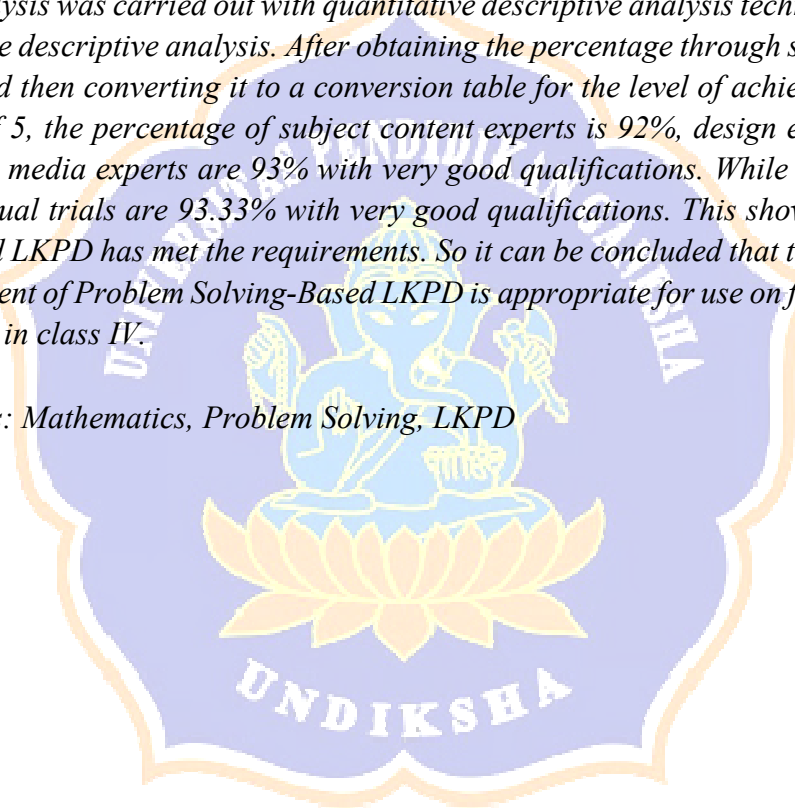 ysis was carried out with quantitative descriptive analysis tech
e descriptive analysis. After obtaining the percentage through s
d then converting it to a conversion table for the level of achie
f 5, the percentage of subject content experts is 92%, design e
media experts are 93% with very good qualifications. While
ual trials are 93.33% with very good qualifications. This show
d LKPD has met the requirements. So it can be concluded that t
ent of Problem Solving-Based LKPD is appropriate for use on f
in class IV.
: Mathematics, Problem Solving, LKPD
UNIVERSITAS PENDIDIKAN GANESHA
UNDIKSHA